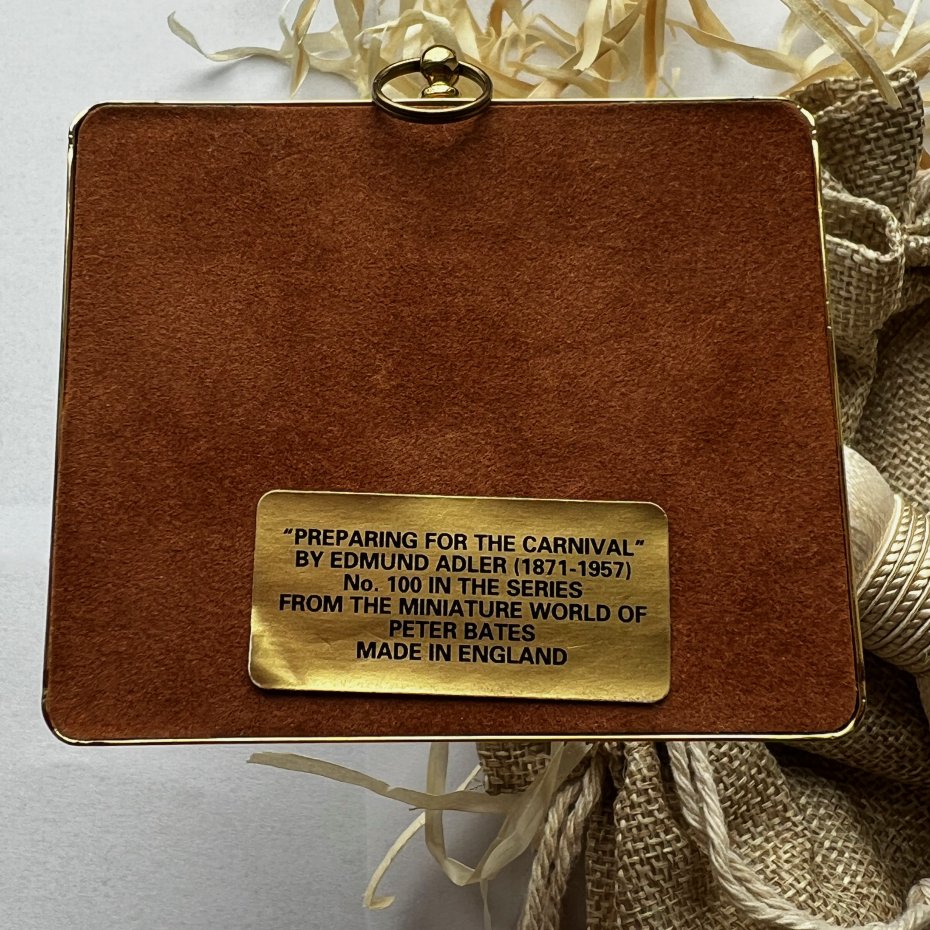 “PREPARING FOR THE CARNIVAL”
BY EDMUND ADLER (1871-1957)
No. 100 IN THE SERIES
FROM THE MINIATURE WORLD OF
PETER BATES
MADE IN ENGLAND